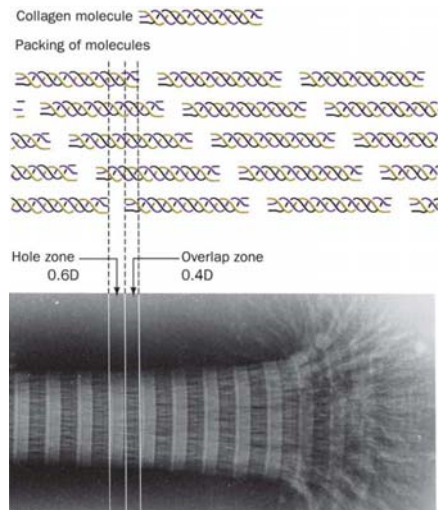 Collagen molecule
Packing of molecules
Hole zone
0.6D
Overlap zone
0.4D